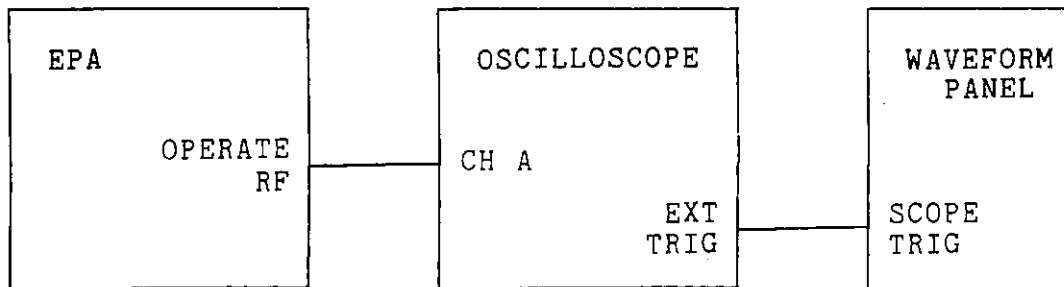 EPA
OPERATE
RF
OSCILLOSCOPE
CH A
EXT
TRIG
WAVEFORM
PANEL
SCOPE
TRIG